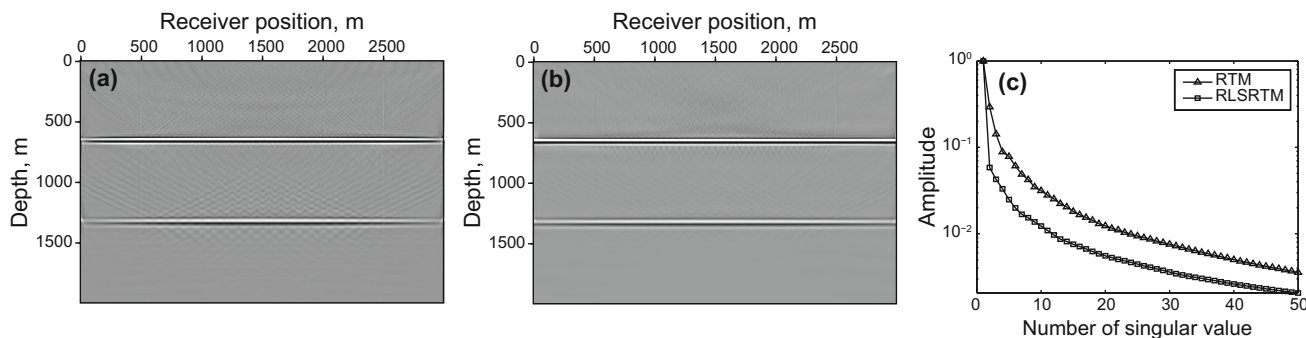 Receiver position, m
0 500 1000 1500 2000 2500
(a)
0
500
1000
1500
Depth, m
Receiver position, m
0 500 1000 1500 2000 2500
(b)
0
500
1000
1500
Depth, m
(c)
RTM
RLSRTM
10⁰
10⁻¹
10⁻²
Amplitude
0 10 20 30 40 50
Number of singular value